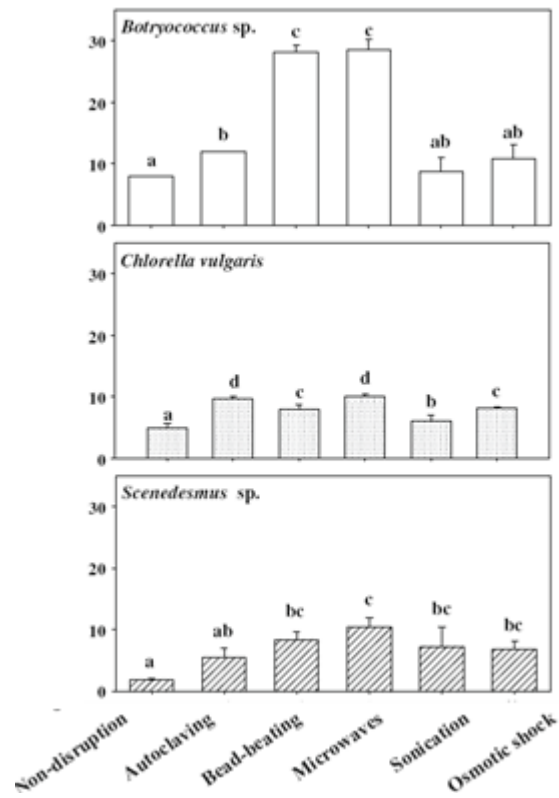 Botryococcus sp.
30
20
10
0
a
b
c
c
ab
ab
Chlorella vulgaris
30
20
10
0
a
d
c
d
b
c
Scenedesmus sp.
30
20
10
0
a
ab
bc
c
bc
bc
Non-disruption
Autoclaving
Bead-beating
Microwaves
Sonication
Osmotic shock